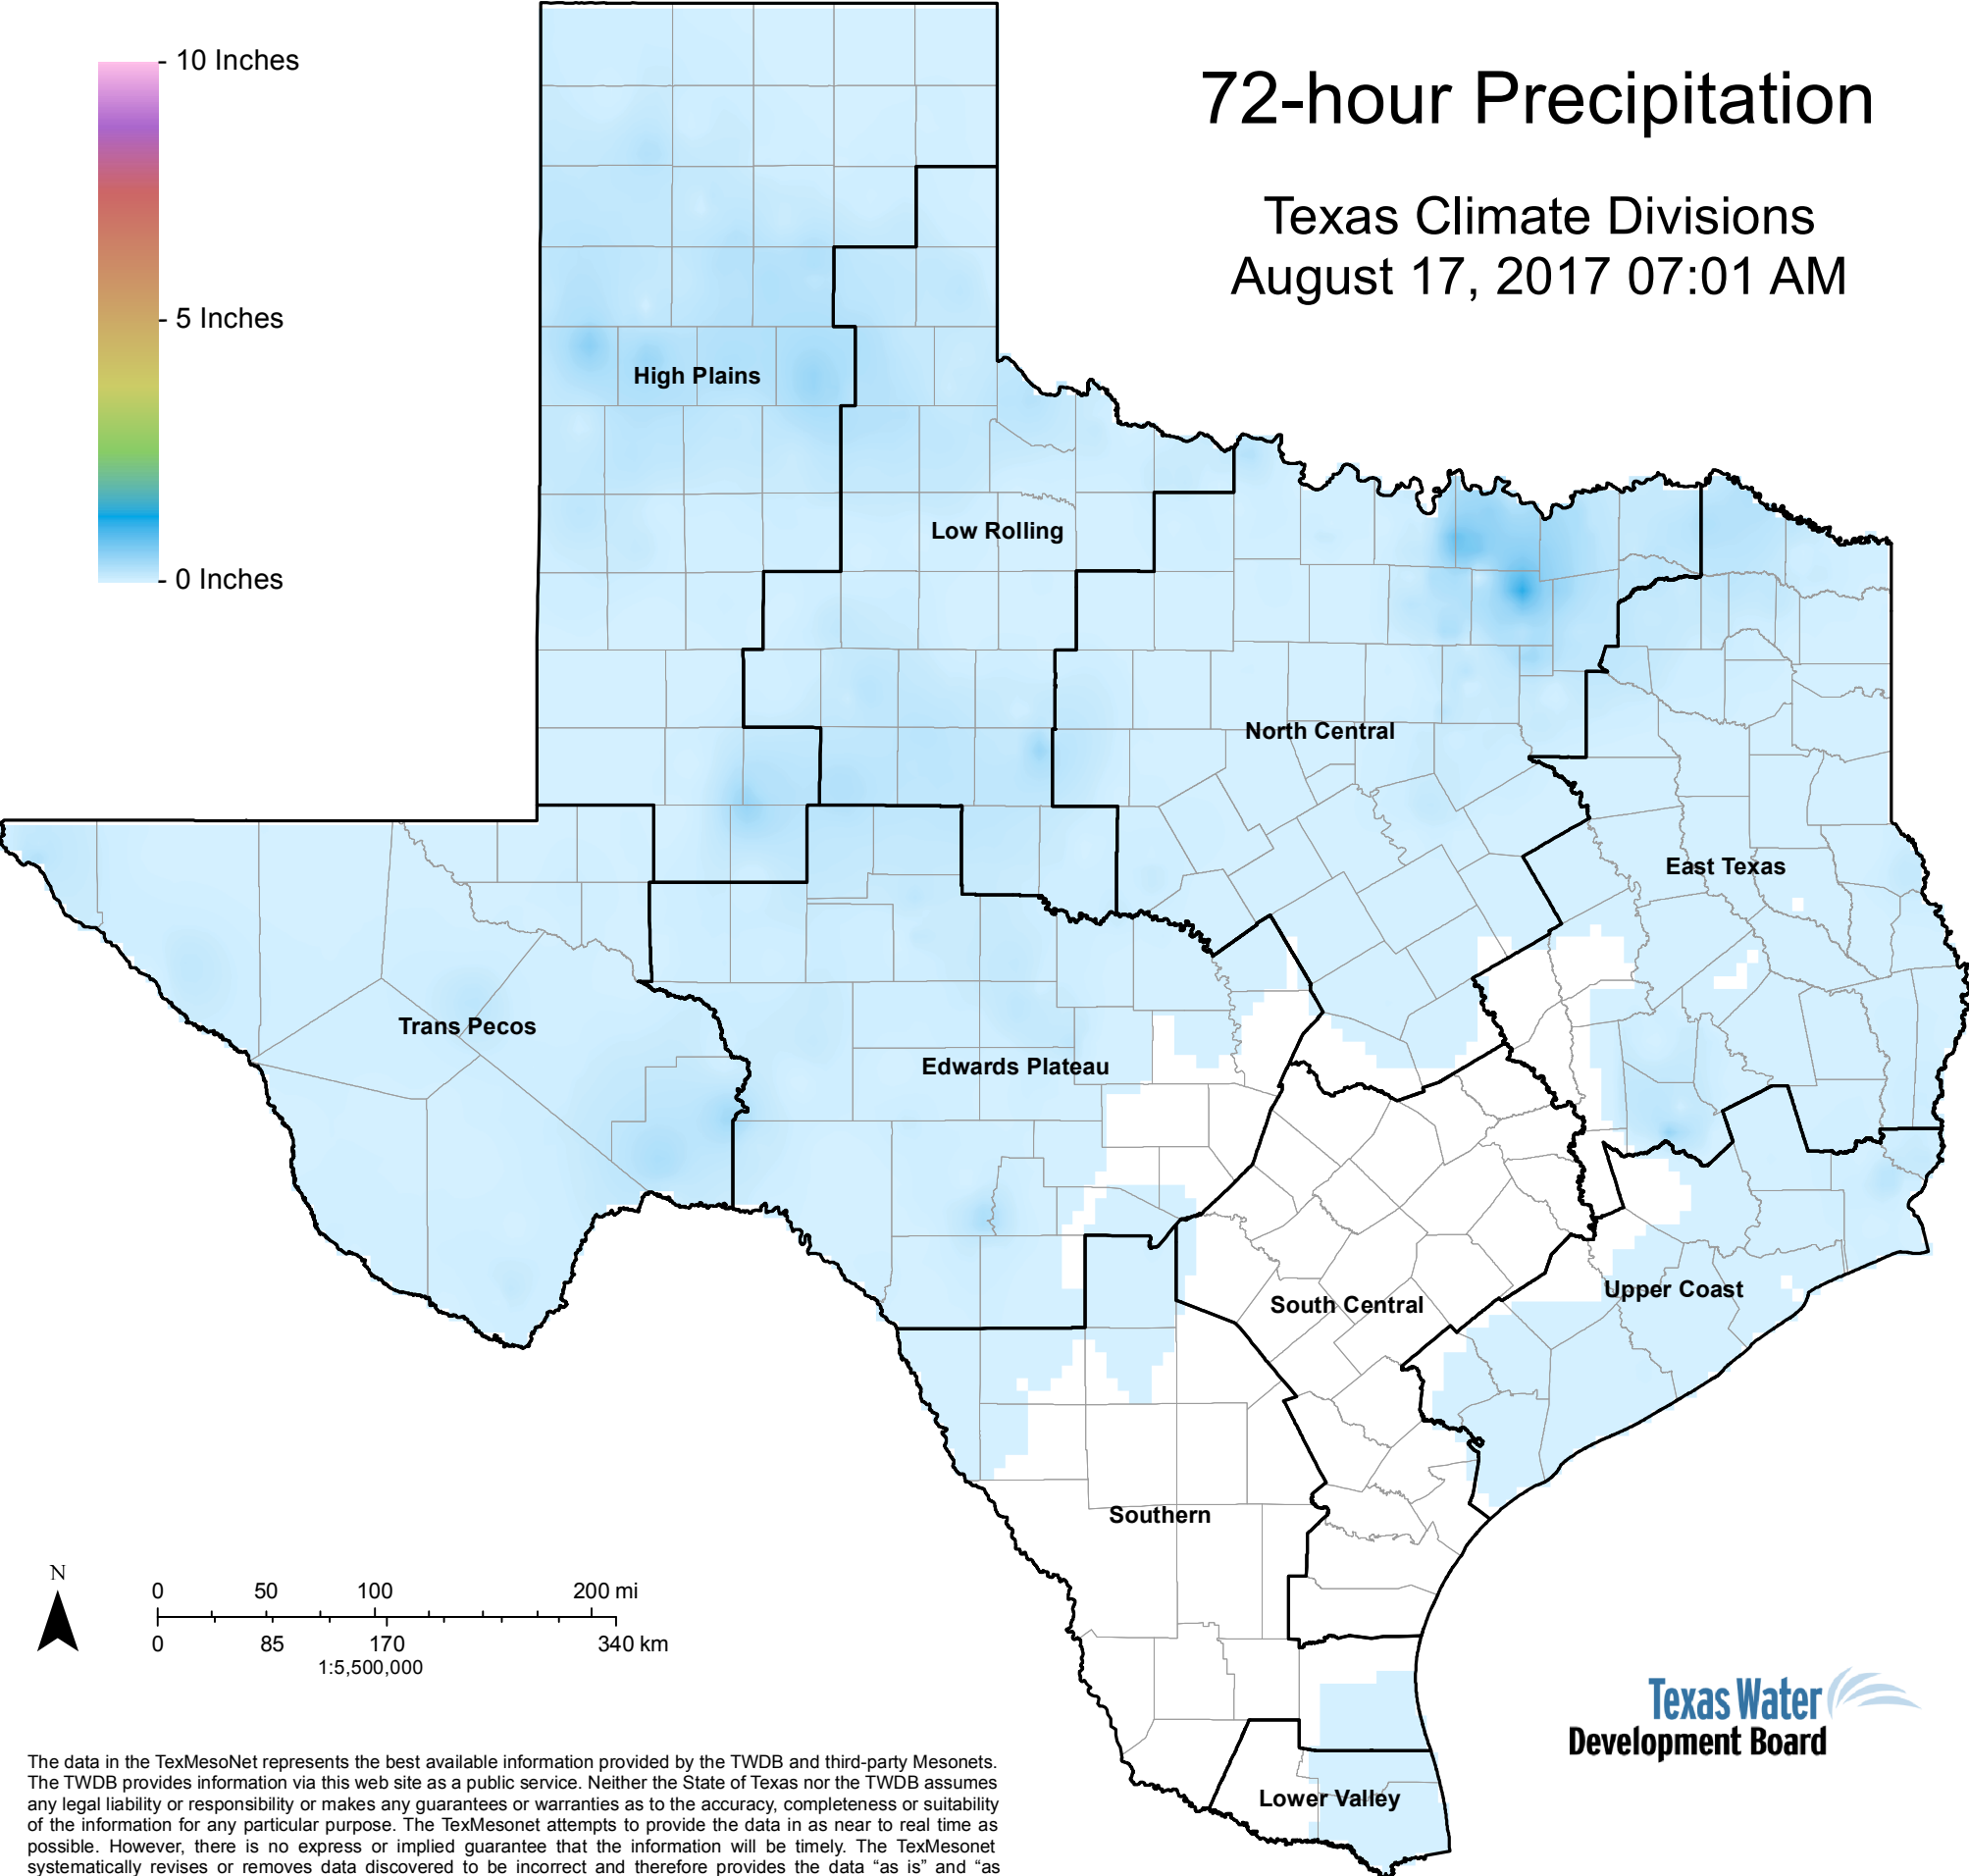 72-hour Precipitation
Texas Climate Divisions
August 17, 2017 07:01 AM
10 Inches
5 Inches
0 Inches
High Plains
Low Rolling
North Central
East Texas
Trans Pecos
Edwards Plateau
South Central
Upper Coast
Southern
Lower Valley
N
0 50 100 200 mi
0 85 170 340 km
1:5,500,000
Texas Water
Development Board
The data in the TexMesoNet represents the best available information provided by the TWDB and third-party Mesonets.
The TWDB provides information via this web site as a public service. Neither the State of Texas nor the TWDB assumes
any legal liability or responsibility or makes any guarantees or warranties as to the accuracy, completeness or suitability
of the information for any particular purpose. The TexMesonet attempts to provide the data in as near to real time as
possible. However, there is no express or implied guarantee that the information will be timely. The TexMesonet
systematically revises or removes data discovered to be incorrect and therefore provides the data “as is” and “as